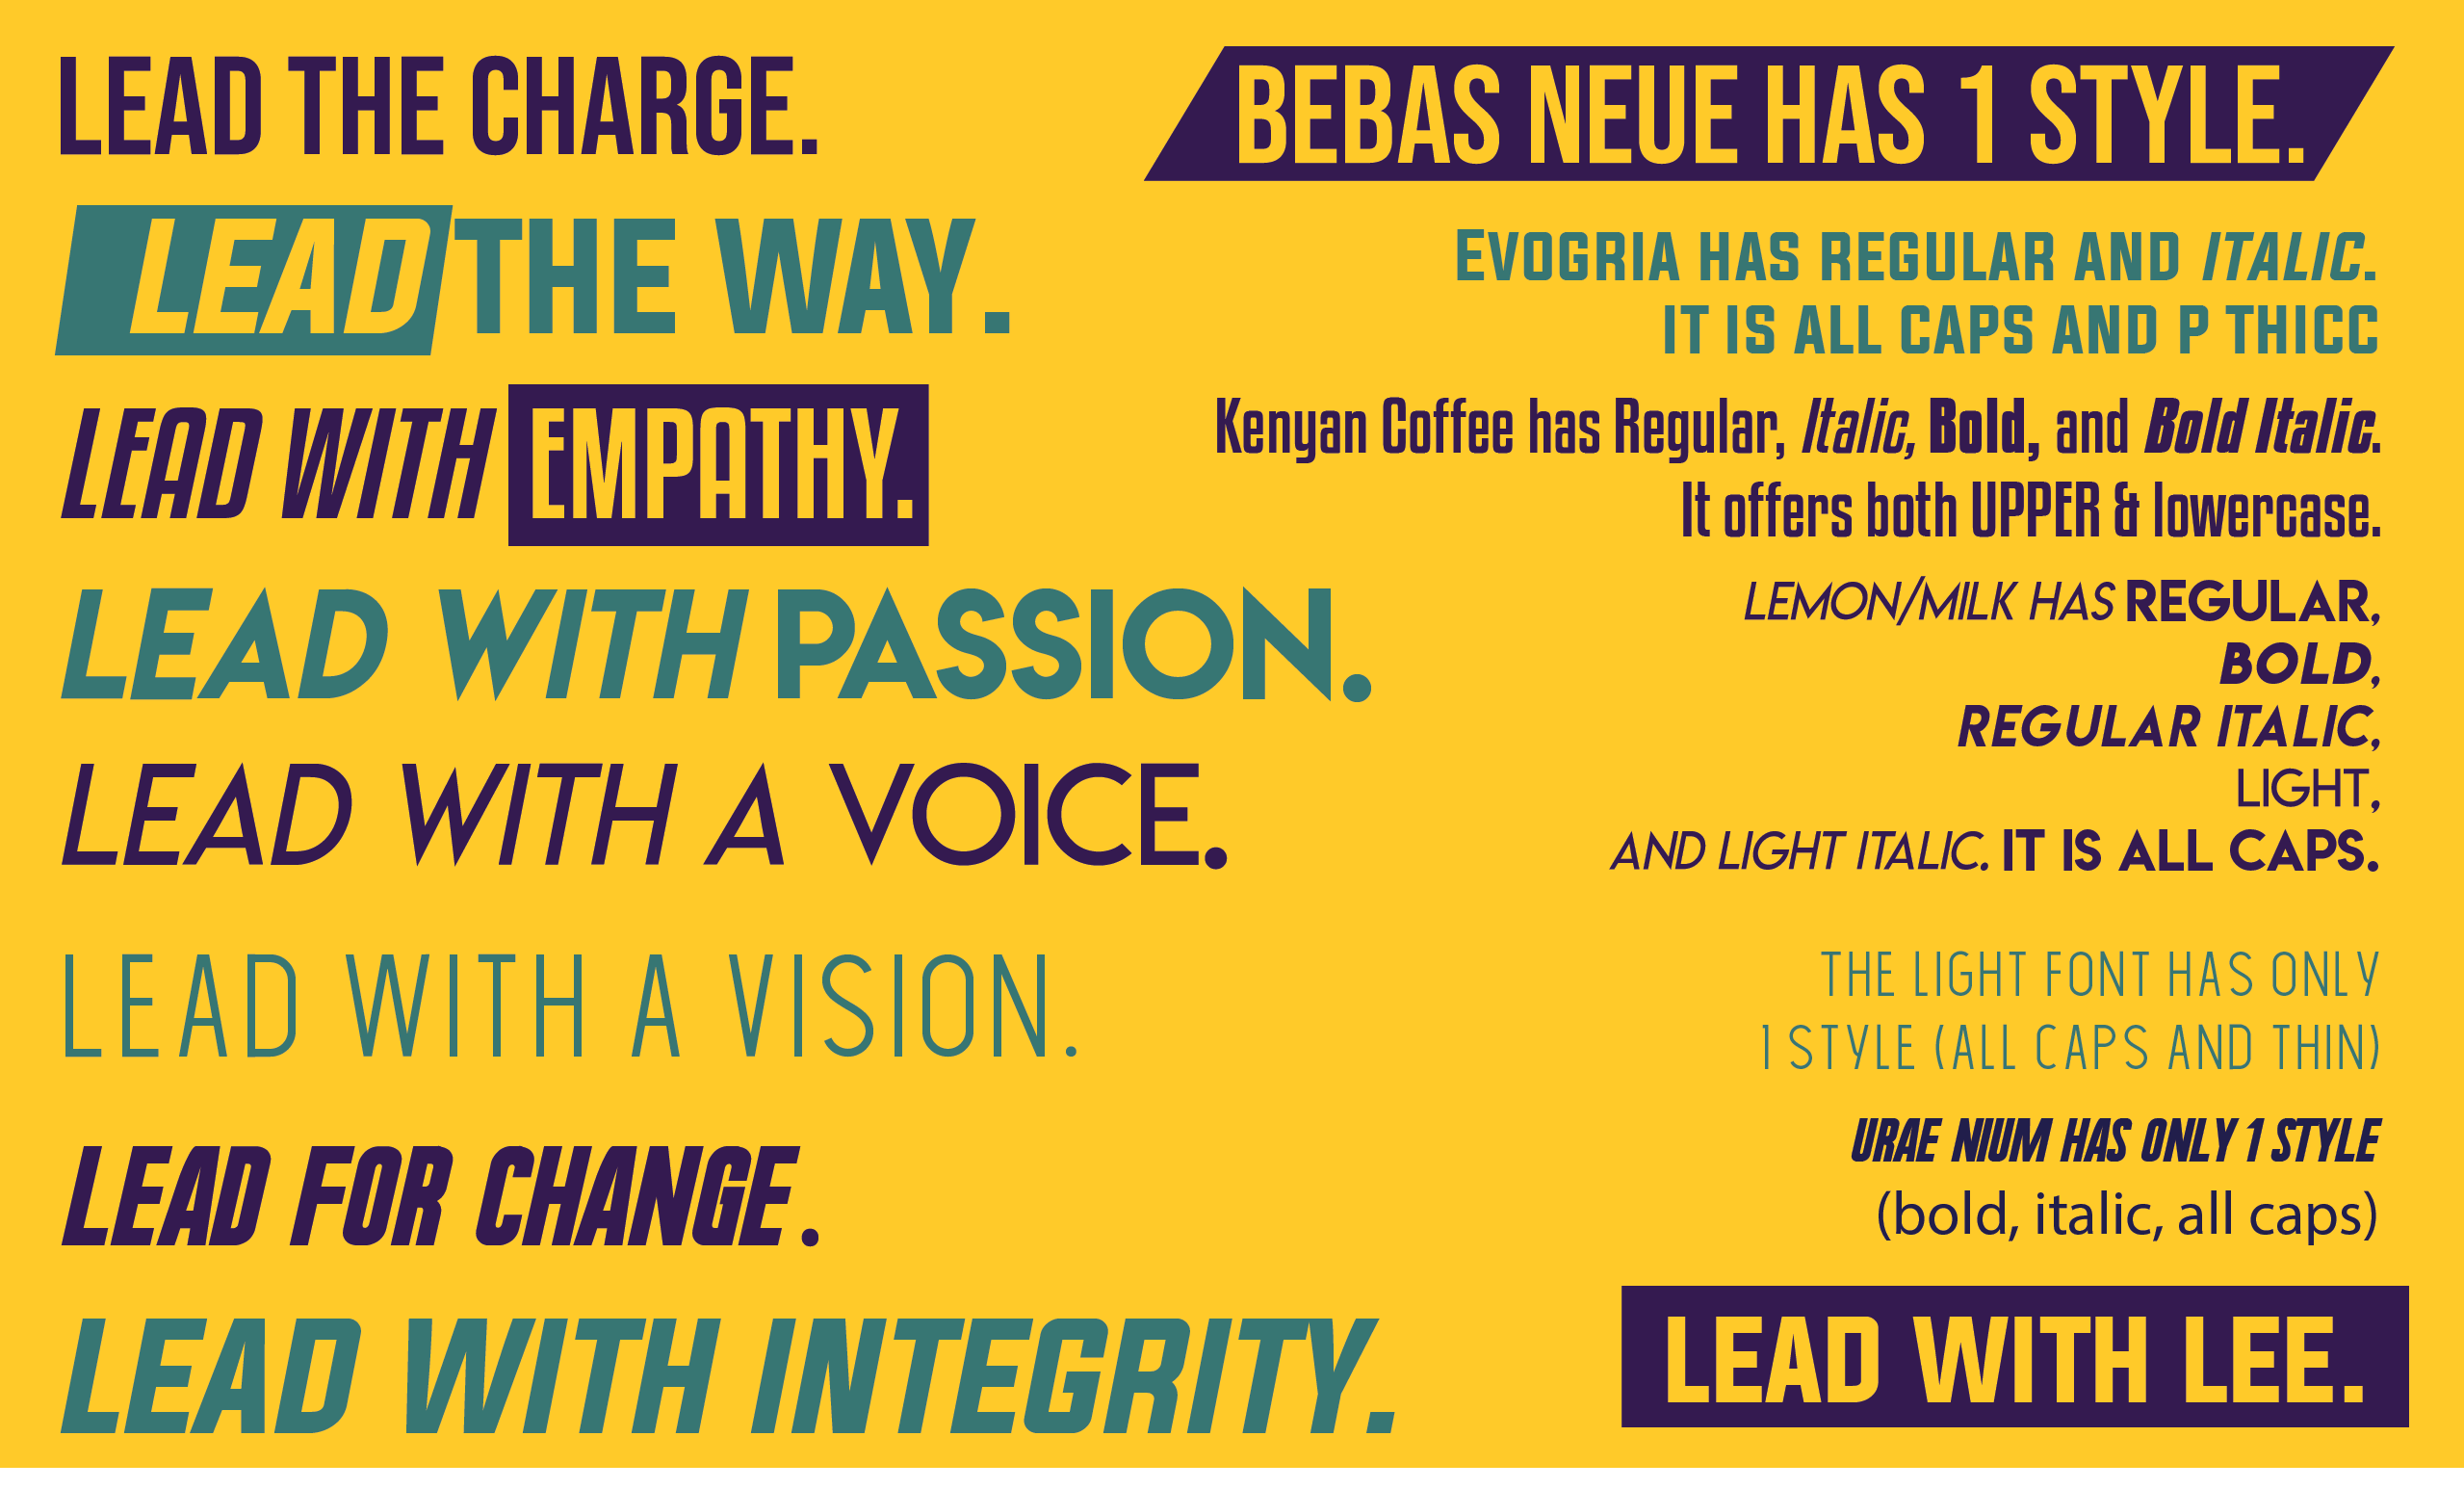 LEAD THE CHARGE.
LEAD THE WAY.
LEAD WITH EMPATHY.
LEAD WITH PASSION.
LEAD WITH A VOICE.
LEAD WITH A VISION.
LEAD FOR CHANGE.
LEAD WITH INTEGRITY.
BEBAS NEUE HAS 1 STYLE.
EVOGRIA HAS REGULAR AND ITALIC.
IT IS ALL CAPS AND P THICC
Kenyan Coffee has Regular, Italic, Bold, and Bold Italic.
It offers both UPPER & lowercase.
LEMON/MILK HAS REGULAR,
BOLD,
REGULAR ITALIC,
LIGHT,
AND LIGHT ITALIC. IT IS ALL CAPS.
THE LIGHT FONT HAS ONLY
1 STYLE (ALL CAPS AND THIN)
URAE NIUM HAS ONLY 1 STYLE
(bold, italic, all caps)
LEAD WITH LEE.